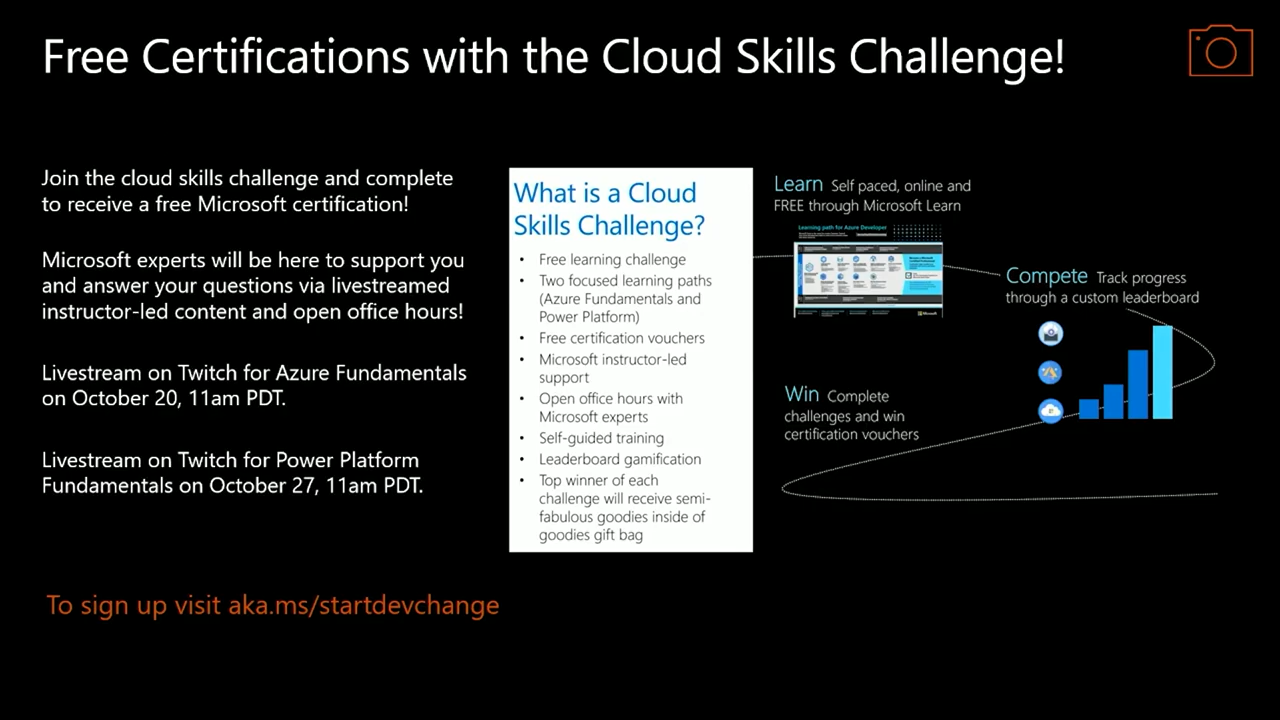 Free Certifications with the Cloud Skills Challenge!
Join the cloud skills challenge and complete
to receive a free Microsoft certification!
Microsoft experts will be here to support you
and answer your questions via livestreamed
instructor-led content and open office hours!
Livestream on Twitch for Azure Fundamentals
on October 20, 11am PDT.
Livestream on Twitch for Power Platform
Fundamentals on October 27, 11am PDT.
To sign up visit aka.ms/startdevchange
What is a Cloud
Skills Challenge?
• Free learning challenge
• Two focused learning paths
(Azure Fundamentals and
Power Platform)
• Free certification vouchers
• Microsoft instructor-led
support
• Open office hours with
Microsoft experts
• Self-guided training
• Leaderboard gamification
• Top winner of each
challenge will receive semi-
fabulous goodies inside of
goodies gift bag
Learn Self paced, online and
FREE through Microsoft Learn
Learning path for Azure Developer
Microsoft
Compete Track progress
through a custom leaderboard
Win Complete
challenges and win
certification vouchers